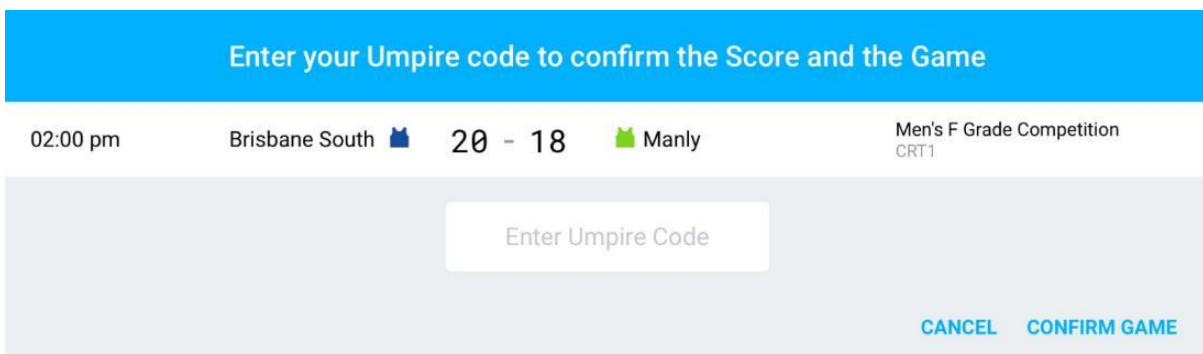 Enter your Umpire code to confirm the Score and the Game
02:00 pm Brisbane South 20 - 18 Manly Men's F Grade Competition
CRT1
Enter Umpire Code
CANCEL CONFIRM GAME